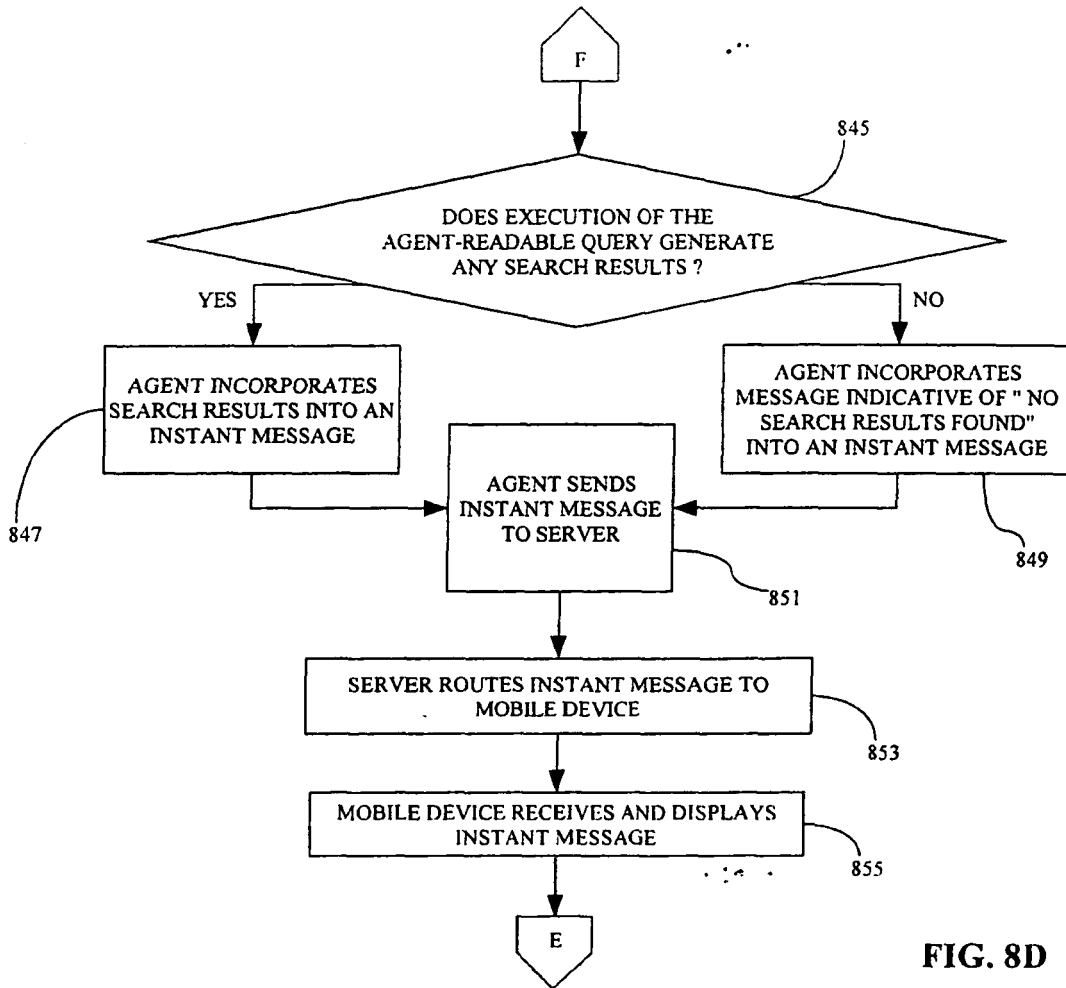 F
845
DOES EXECUTION OF THE
AGENT-READABLE QUERY GENERATE
ANY SEARCH RESULTS ?
YES
NO
AGENT INCORPORATES
SEARCH RESULTS INTO AN
INSTANT MESSAGE
847
AGENT INCORPORATES
MESSAGE INDICATIVE OF " NO
SEARCH RESULTS FOUND"
INTO AN INSTANT MESSAGE
849
AGENT SENDS
INSTANT MESSAGE
TO SERVER
851
SERVER ROUTES INSTANT MESSAGE TO
MOBILE DEVICE
853
MOBILE DEVICE RECEIVES AND DISPLAYS
INSTANT MESSAGE
855
E
FIG. 8D